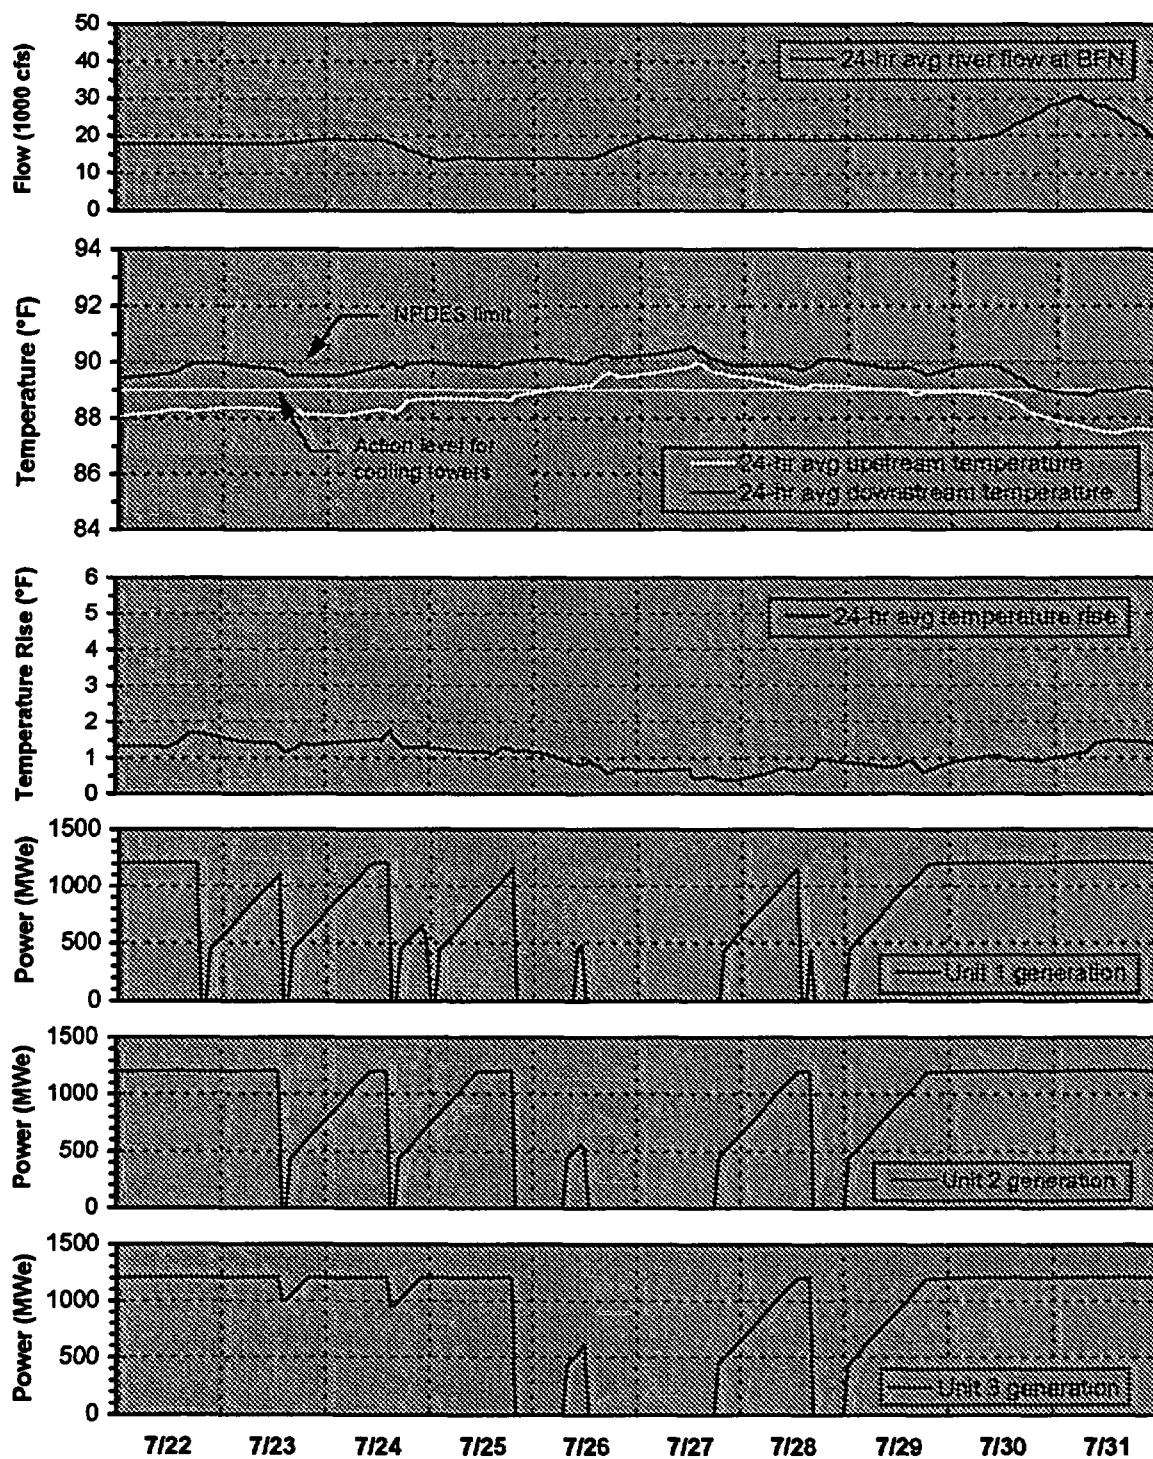 Flow (1000 cfs)
50
40
30
20
10
0
24-hr avg river flow at BFN
Temperature (°F)
94
92
90
88
86
84
NPDES limit
Action level for
cooling towers
24-hr avg upstream temperature
24-hr avg downstream temperature
Temperature Rise (°F)
6
5
4
3
2
1
0
24-hr avg temperature rise
Power (MWe)
1500
1000
500
0
Unit 1 generation
Power (MWe)
1500
1000
500
0
Unit 2 generation
Power (MWe)
1500
1000
500
0
Unit 3 generation
7/22 7/23 7/24 7/25 7/26 7/27 7/28 7/29 7/30 7/31